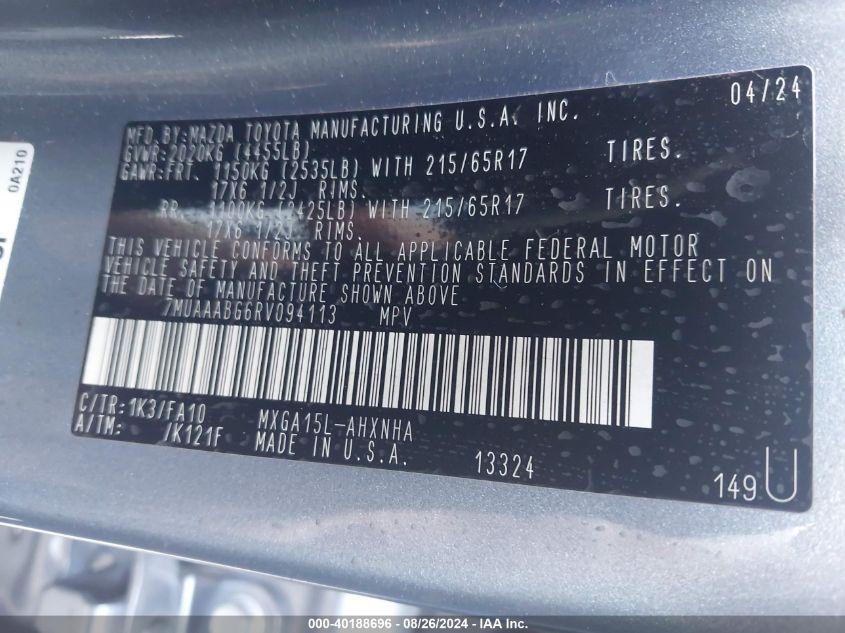 04/24
MFD.BY:MAZDA TOYOTA MANUFACTURING U.S.A. INC.
GVWR:2020KG (4455LB)
GAWR:FRT. 1150KG (2535LB) WITH 215/65R17 TIRES.
17X6 1/2J RIMS.
RR. 1100KG (2425LB) WITH 215/65R17 TIRES.
17X6 1/2J RIMS.
THIS VEHICLE CONFORMS TO ALL APPLICABLE FEDERAL MOTOR
VEHICLE SAFETY AND THEFT PREVENTION STANDARDS IN EFFECT ON
THE DATE OF MANUFACTURE SHOWN ABOVE
7MUAAABG6RV094113 MPV
C/TR:1K3/FA10 MXGA15L-AHXNHA
A/TM: /K121F MADE IN U.S.A. 13324
149U
0A210
000-40188696 - 08/26/2024 - IAAI Inc.